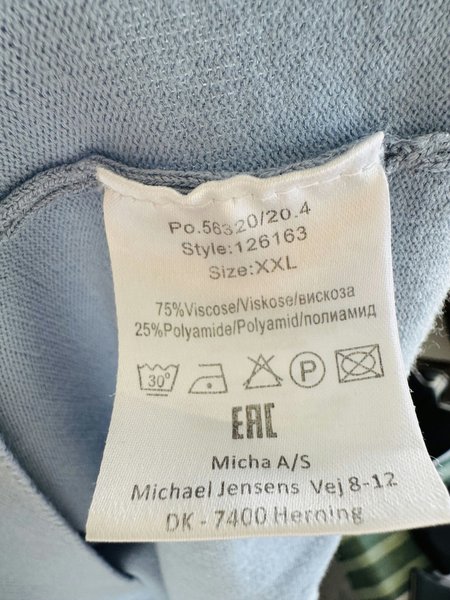 Po.56320/20.4
Style:126163
Size:XXL
75%Viscose/Viskose/вискоза
25%Polyamide/Polyamid/полиамид
30°
P
EAC
Micha A/S
Michael Jensens Vej 8-12
DK - 7400 Herning